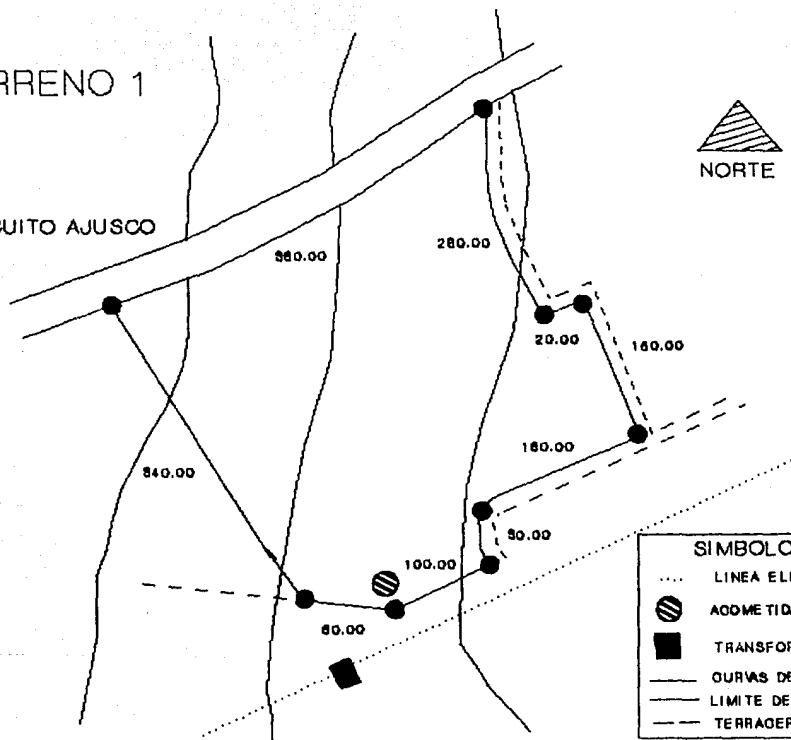 RRENO 1
NORTE
UITO AJUSCO
360.00
280.00
20.00
160.00
160.00
340.00
50.00
100.00
60.00
SIMBOLO
LINEA ELE
ACOMETIDA
TRANSFOR
CURVAS DE
LIMITE DE
TERRACER